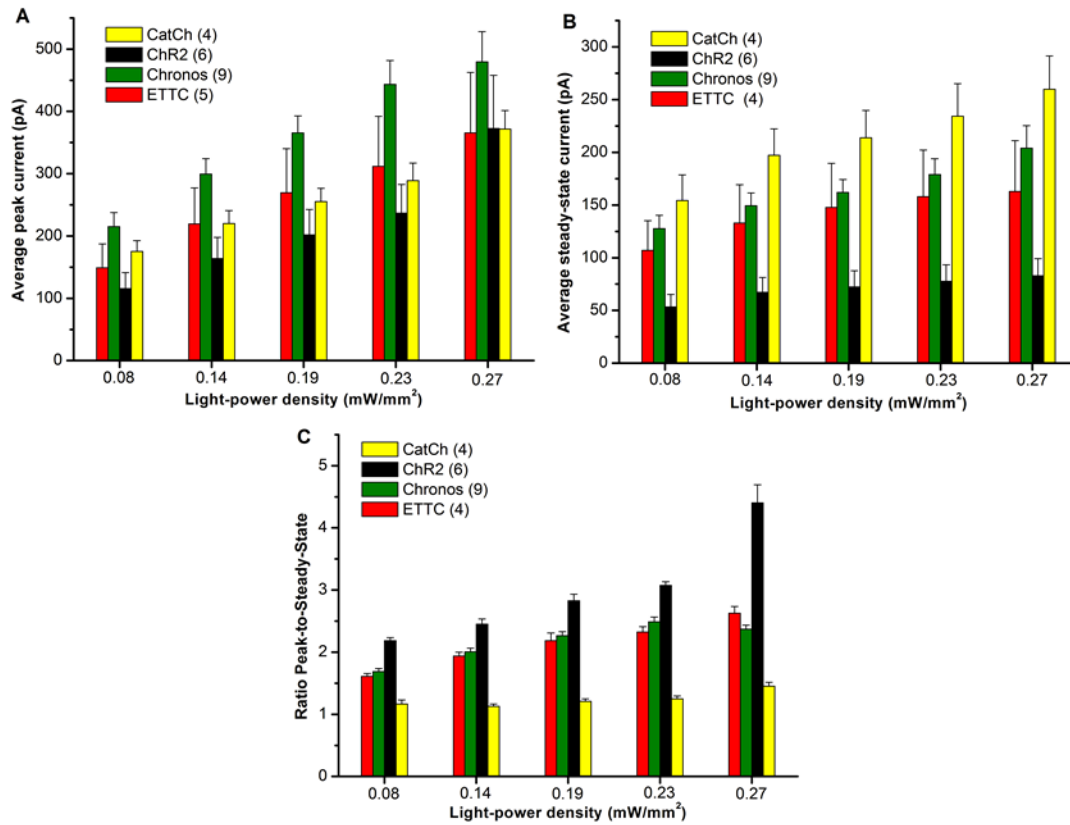 A
CatCh (4)
ChR2 (6)
Chronos (9)
ETTC (5)
Average peak current (pA)
500
400
300
200
100
0
0.08 0.14 0.19 0.23 0.27
Light-power density (mW/mm²)
B
CatCh (4)
ChR2 (6)
Chronos (9)
ETTC (4)
Average steady-state current (pA)
300
250
200
150
100
50
0
0.08 0.14 0.19 0.23 0.27
Light-power density (mW/mm²)
C
CatCh (4)
ChR2 (6)
Chronos (9)
ETTC (4)
Ratio Peak-to-Steady-State
5
4
3
2
1
0
0.08 0.14 0.19 0.23 0.27
Light-power density (mW/mm²)